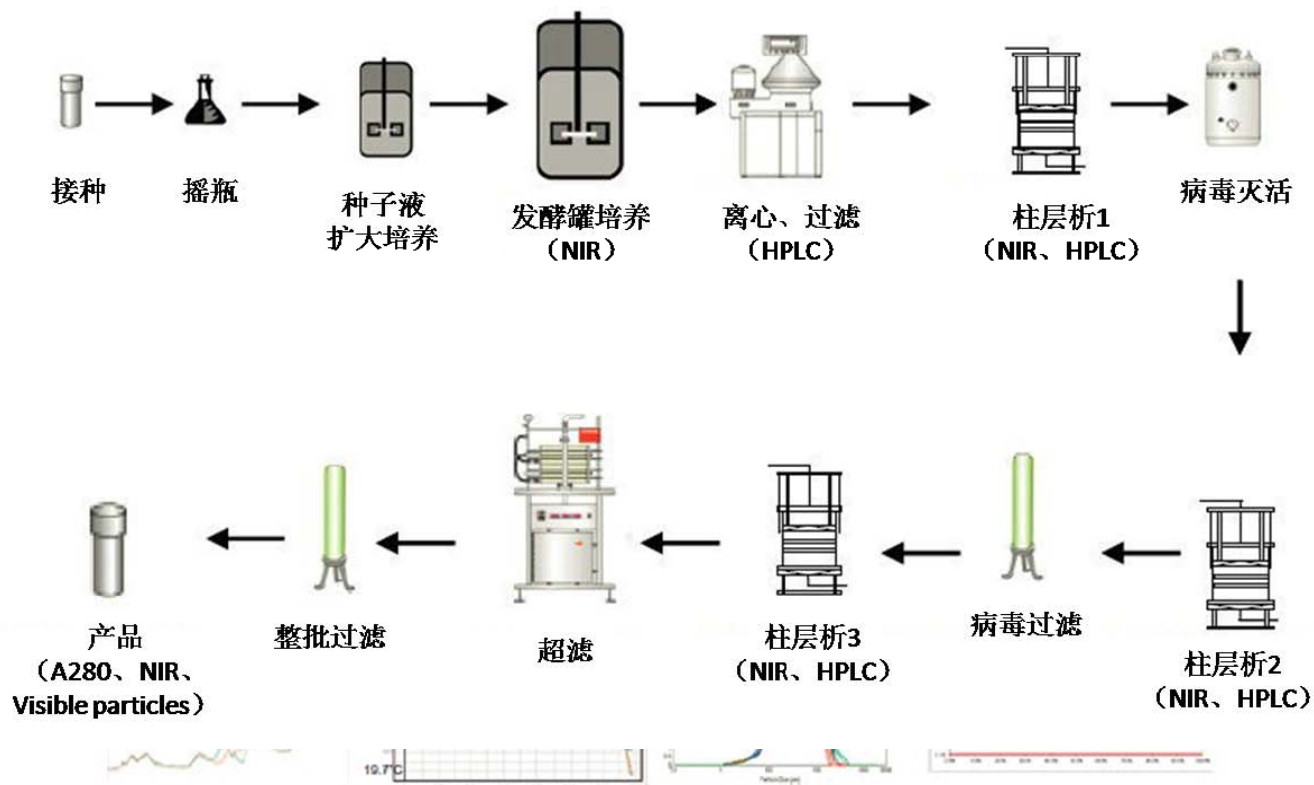 接种
摇瓶
种子液
扩大培养
发酵罐培养
（NIR）
离心、过滤
（HPLC）
柱层析1
（NIR、HPLC）
病毒灭活
产品
（A280、NIR、
Visible particles）
整批过滤
超滤
柱层析3
（NIR、HPLC）
病毒过滤
柱层析2
（NIR、HPLC）
19.7°C